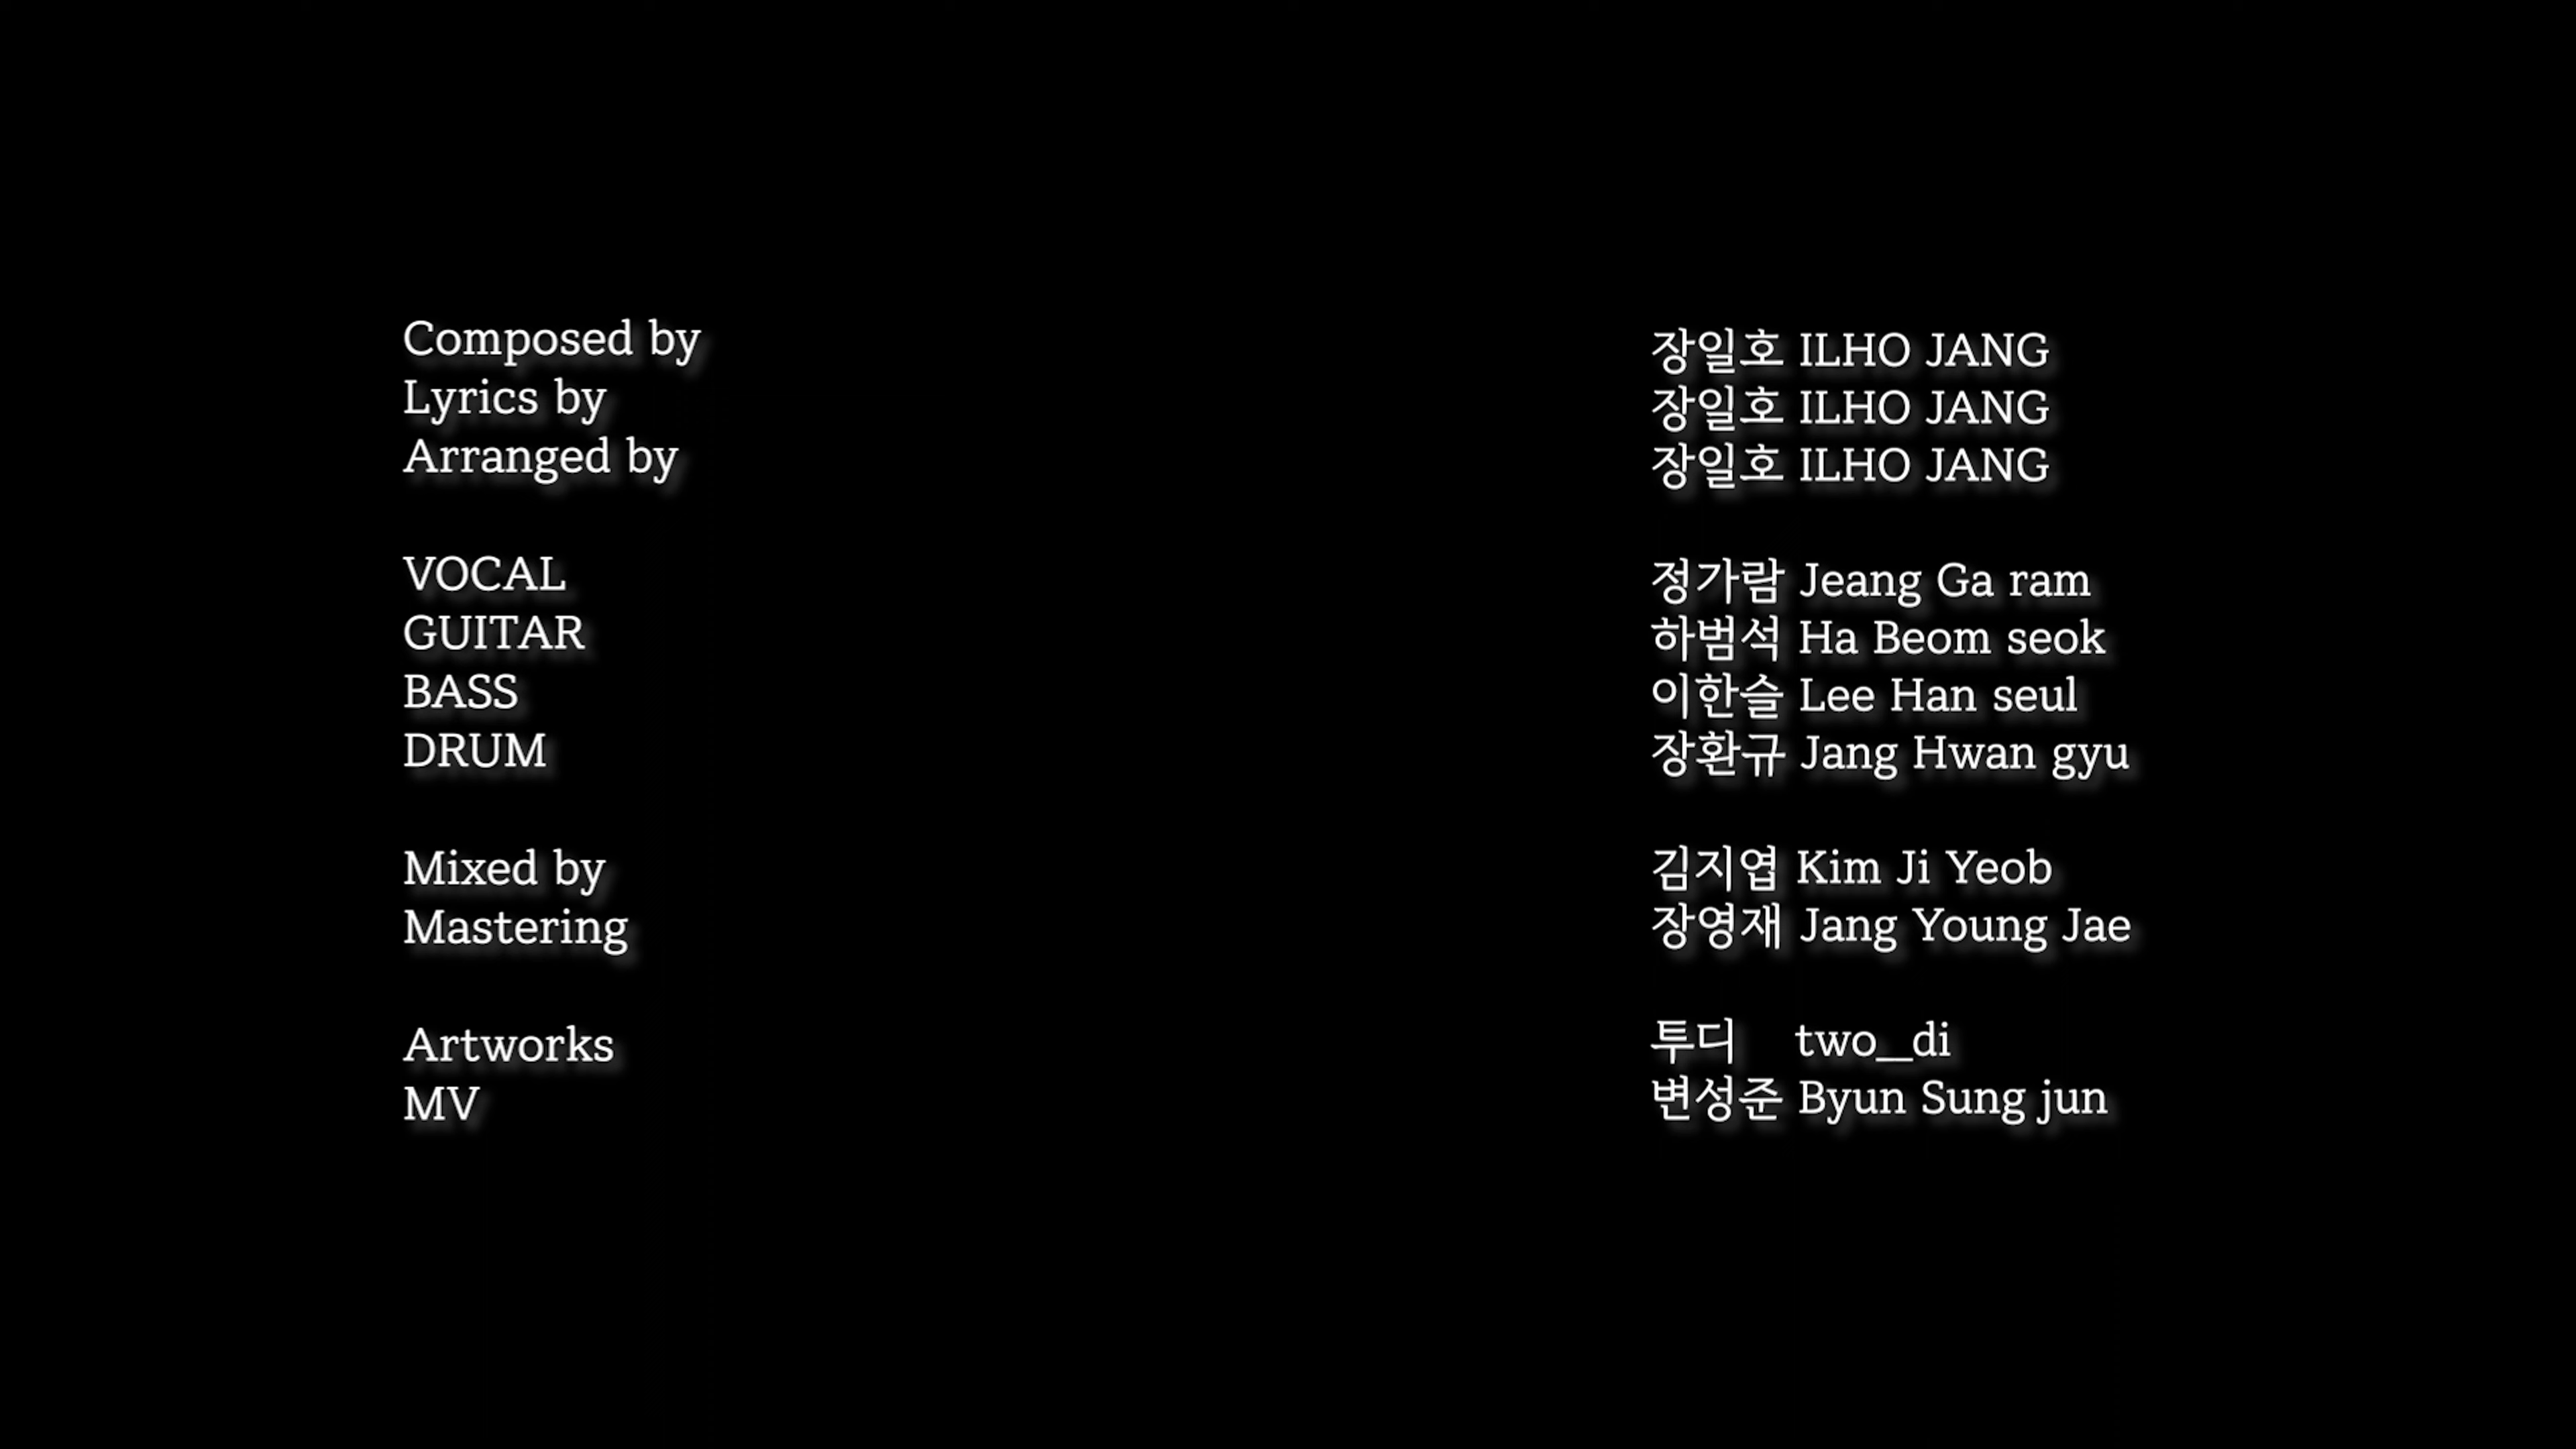 Composed by 장일호 ILHO JANG
Lyrics by 장일호 ILHO JANG
Arranged by 장일호 ILHO JANG
VOCAL 정가람 Jeang Ga ram
GUITAR 하범석 Ha Beom seok
BASS 이한슬 Lee Han seul
DRUM 장환규 Jang Hwan gyu
Mixed by 김지엽 Kim Ji Yeob
Mastering 장영재 Jang Young Jae
Artworks 투디 two__di
MV 변성준 Byun Sung jun